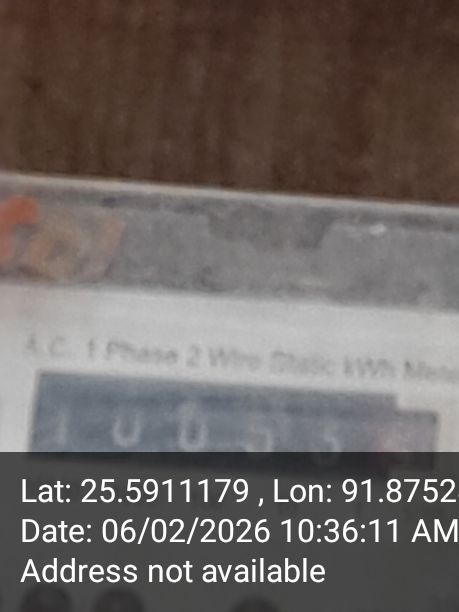 A.C. 1 Phase 2 Wire Static kWh Mete
Lat: 25.5911179 , Lon: 91.8752
Date: 06/02/2026 10:36:11 AM
Address not available